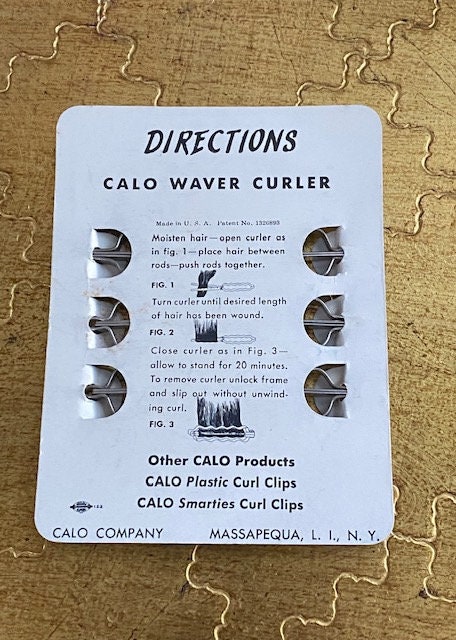 DIRECTIONS
CALO WAVER CURLER
Made in U. S. A. Patent No. 1326893
Moisten hair—open curler as
in fig. 1—place hair between
rods—push rods together.
FIG. 1
Turn curler until desired length
of hair has been wound.
FIG. 2
Close curler as in Fig. 3—
allow to stand for 20 minutes.
To remove curler unlock frame
and slip out without unwind-
ing curl.
FIG. 3
Other CALO Products
CALO Plastic Curl Clips
CALO Smarties Curl Clips
CALO COMPANY MASSAPEQUA, L. I., N. Y.